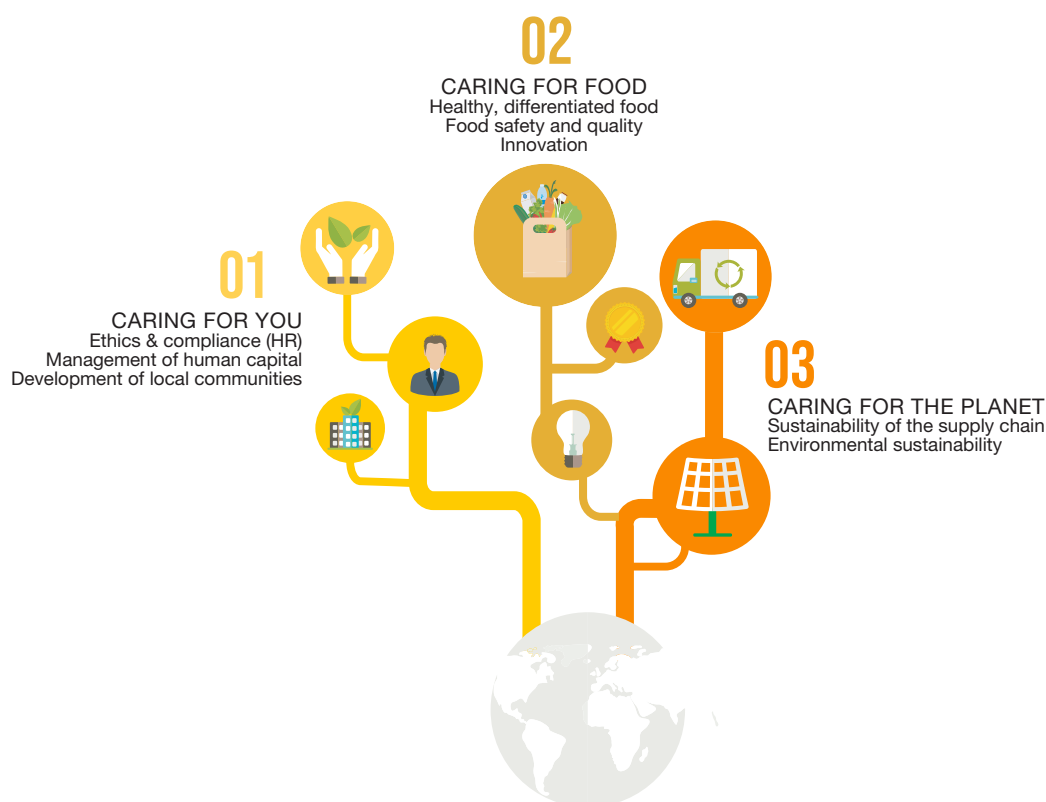 01
CARING FOR YOU
Ethics & compliance (HR)
Management of human capital
Development of local communities
02
CARING FOR FOOD
Healthy, differentiated food
Food safety and quality
Innovation
03
CARING FOR THE PLANET
Sustainability of the supply chain
Environmental sustainability